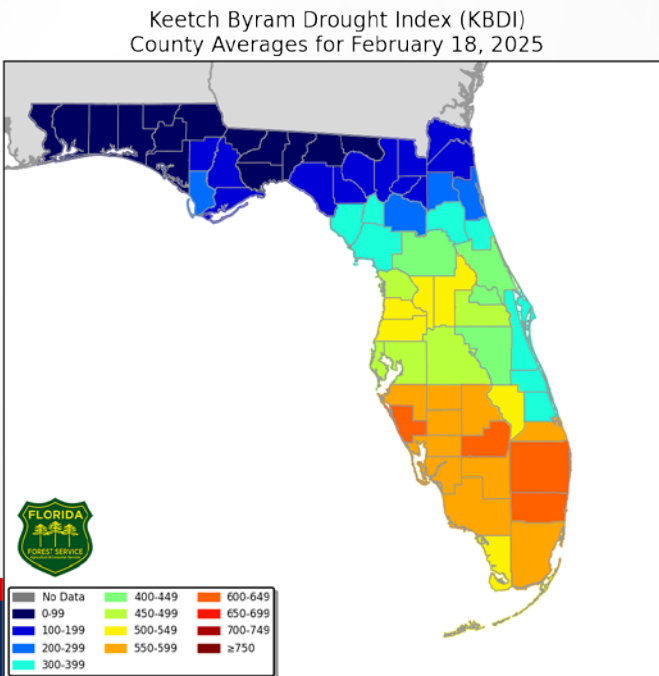 Keetch Byram Drought Index (KBDI)
County Averages for February 18, 2025
FLORIDA
FOREST SERVICE
No Data
0-99
100-199
200-299
300-399
400-449
450-499
500-549
550-599
600-649
650-699
700-749
≥750